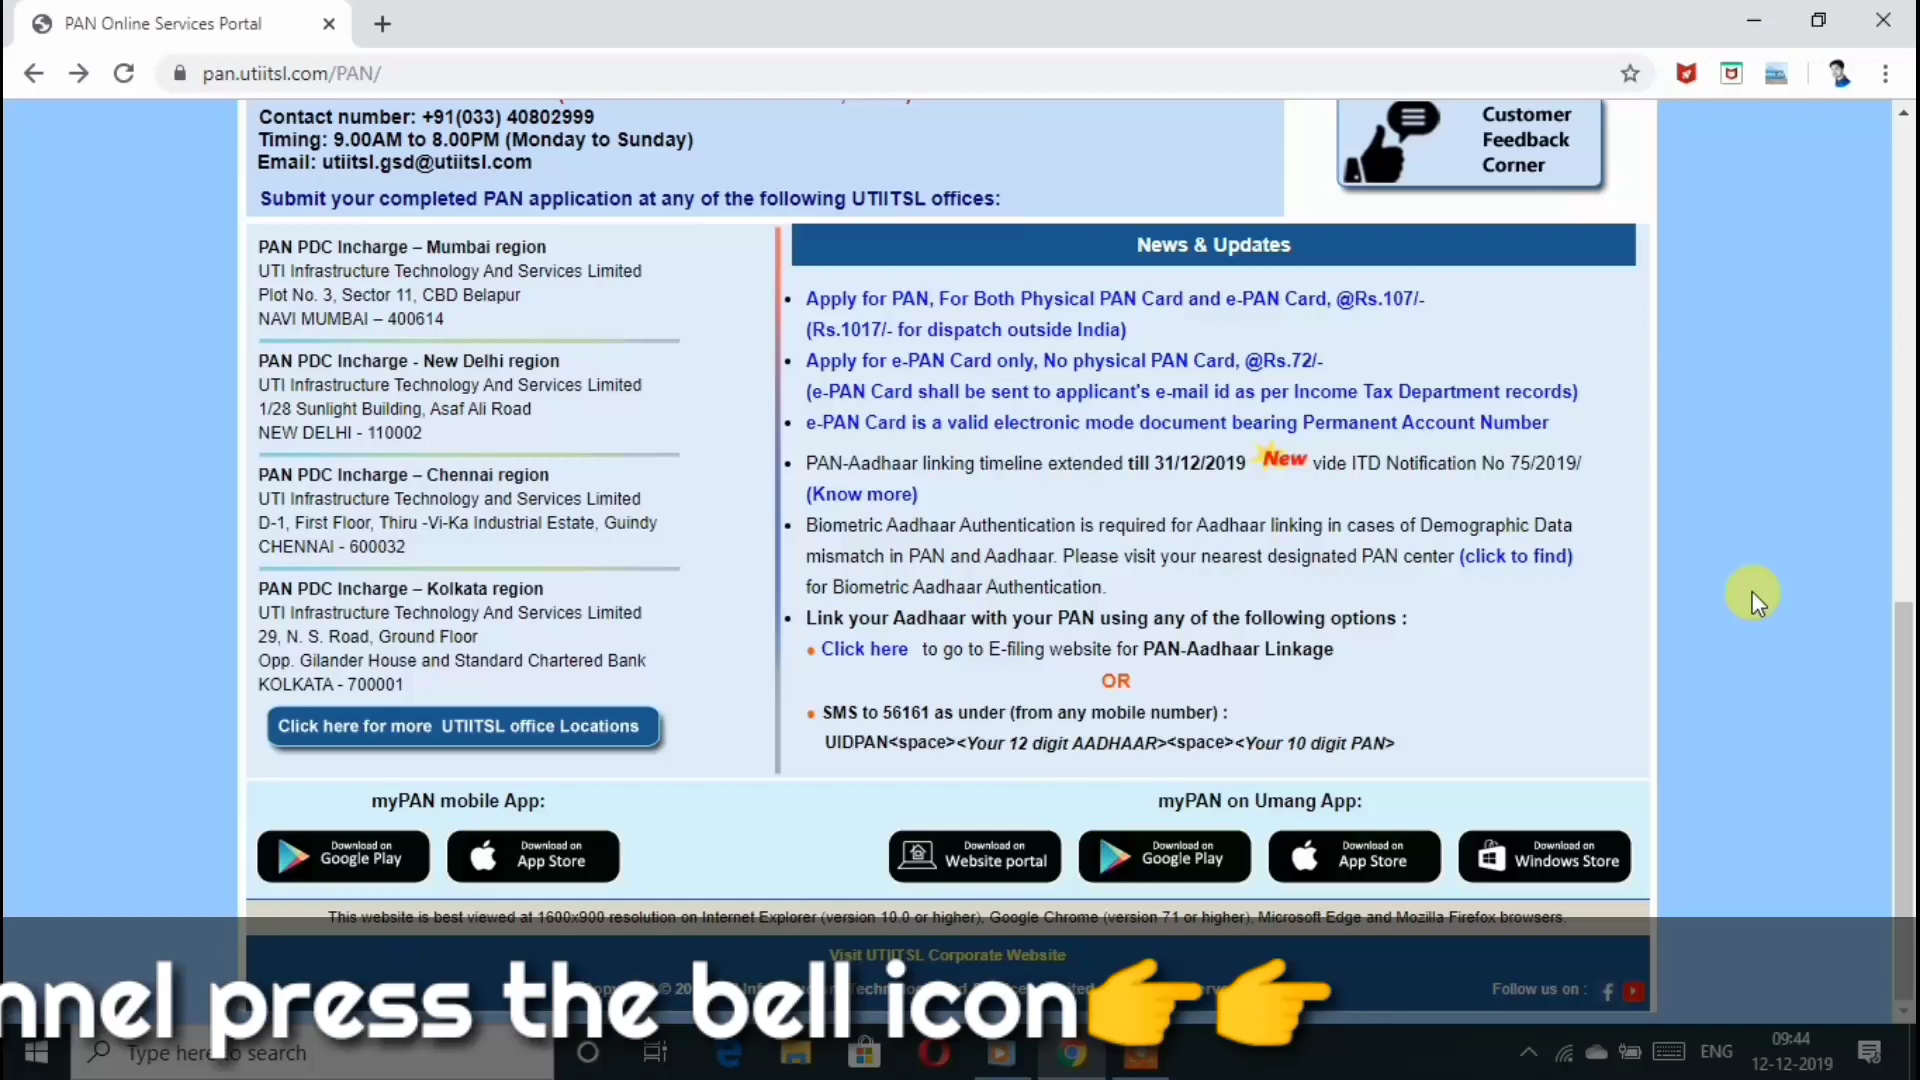 PAN Online Services Portal
pan.utiitsl.com/PAN/
Contact number: +91(033) 40802999
Timing: 9.00AM to 8.00PM (Monday to Sunday)
Email: utiitsl.gsd@utiitsl.com
Submit your completed PAN application at any of the following UTIITSL offices:
Customer
Feedback
Corner
PAN PDC Incharge – Mumbai region
UTI Infrastructure Technology And Services Limited
Plot No. 3, Sector 11, CBD Belapur
NAVI MUMBAI – 400614
PAN PDC Incharge - New Delhi region
UTI Infrastructure Technology And Services Limited
1/28 Sunlight Building, Asaf Ali Road
NEW DELHI - 110002
PAN PDC Incharge – Chennai region
UTI Infrastructure Technology and Services Limited
D-1, First Floor, Thiru -Vi-Ka Industrial Estate, Guindy
CHENNAI - 600032
PAN PDC Incharge – Kolkata region
UTI Infrastructure Technology And Services Limited
29, N. S. Road, Ground Floor
Opp. Gilander House and Standard Chartered Bank
KOLKATA - 700001
Click here for more UTIITSL office Locations
News & Updates
Apply for PAN, For Both Physical PAN Card and e-PAN Card, @Rs.107/-
(Rs.1017/- for dispatch outside India)
Apply for e-PAN Card only, No physical PAN Card, @Rs.72/-
(e-PAN Card shall be sent to applicant's e-mail id as per Income Tax Department records)
e-PAN Card is a valid electronic mode document bearing Permanent Account Number
PAN-Aadhaar linking timeline extended till 31/12/2019 New vide ITD Notification No 75/2019/
(Know more)
Biometric Aadhaar Authentication is required for Aadhaar linking in cases of Demographic Data
mismatch in PAN and Aadhaar. Please visit your nearest designated PAN center (click to find)
for Biometric Aadhaar Authentication.
Link your Aadhaar with your PAN using any of the following options :
Click here to go to E-filing website for PAN-Aadhaar Linkage
OR
SMS to 56161 as under (from any mobile number) :
UIDPAN<space><Your 12 digit AADHAAR><space><Your 10 digit PAN>
myPAN mobile App:
Download on
Google Play
Download on
App Store
myPAN on Umang App:
Download on
Website portal
Download on
Google Play
Download on
App Store
Download on
Windows Store
This website is best viewed at 1600x900 resolution on Internet Explorer (version 10.0 or higher), Google Chrome (version 71 or higher), Microsoft Edge and Mozilla Firefox browsers.
Visit UTIITSL Corporate Website
Follow us on :
nnel press the bell icon
Type here to search
ENG
09:44
12-12-2019